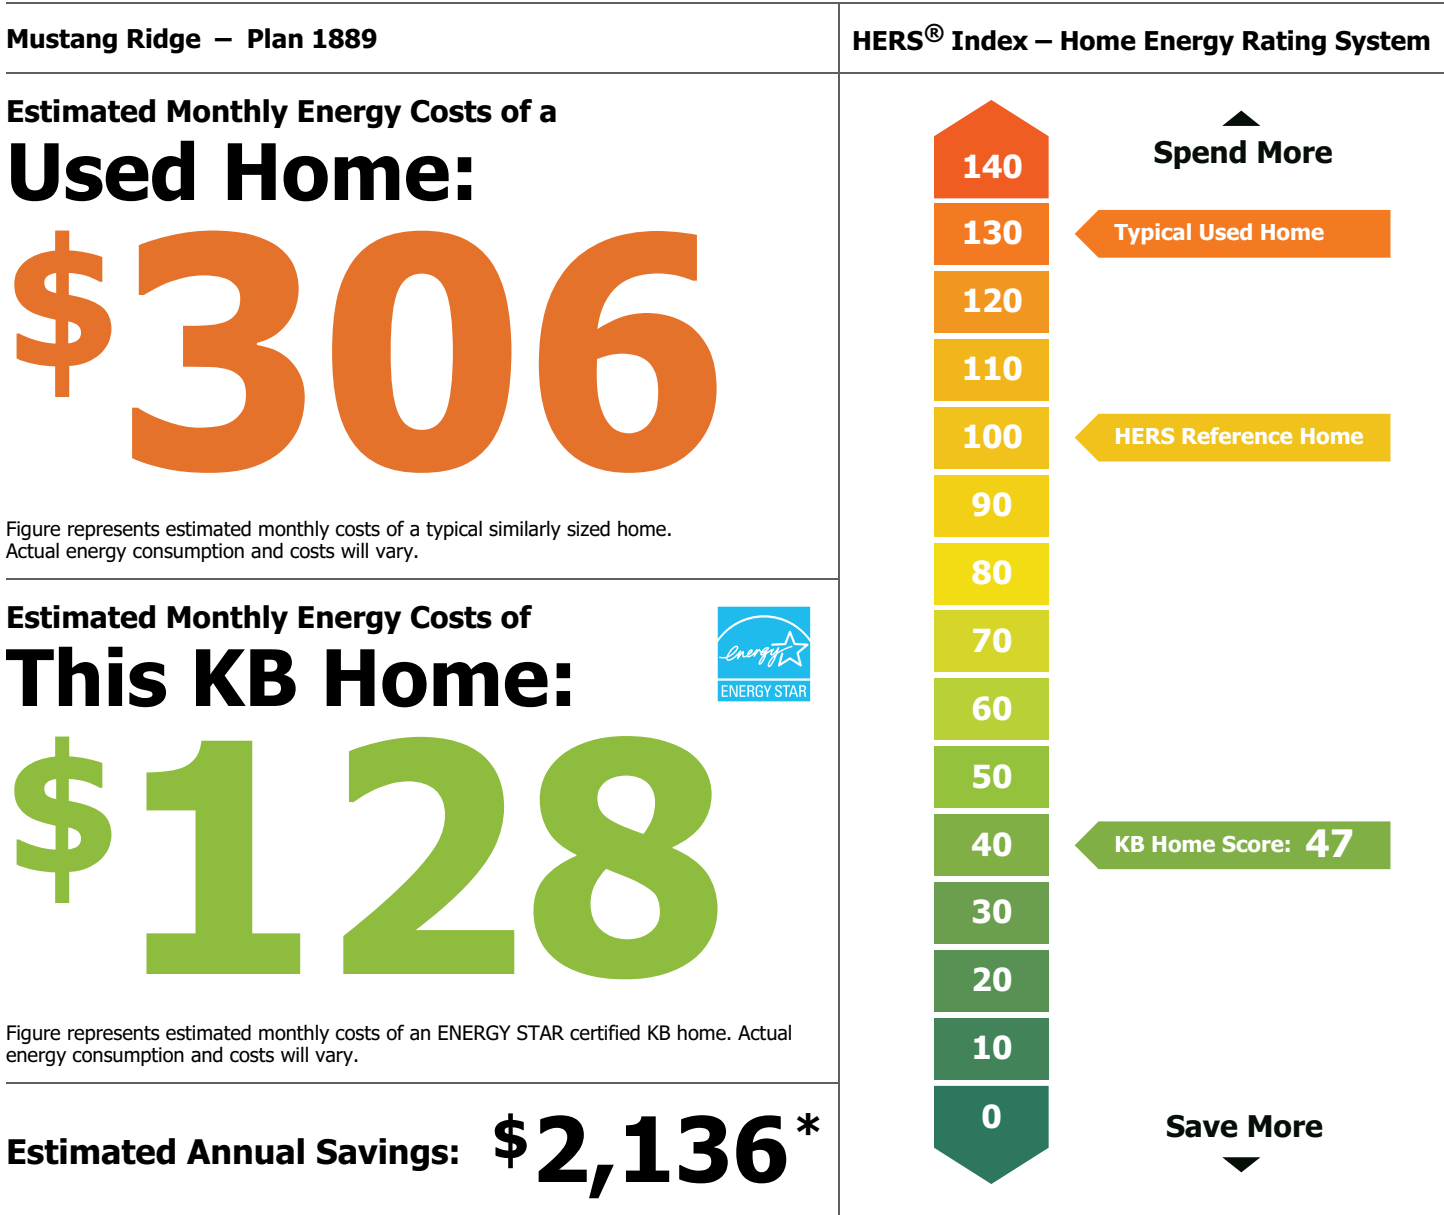 Mustang Ridge – Plan 1889
Estimated Monthly Energy Costs of a
Used Home:
$306
Figure represents estimated monthly costs of a typical similarly sized home.
Actual energy consumption and costs will vary.
Estimated Monthly Energy Costs of
This KB Home:
energy
ENERGY STAR
$128
Figure represents estimated monthly costs of an ENERGY STAR certified KB home. Actual
energy consumption and costs will vary.
Estimated Annual Savings: $2,136*
HERS® Index – Home Energy Rating System
Spend More
140
130 Typical Used Home
120
110
100 HERS Reference Home
90
80
70
60
50
40 KB Home Score: 47
30
20
10
0
Save More